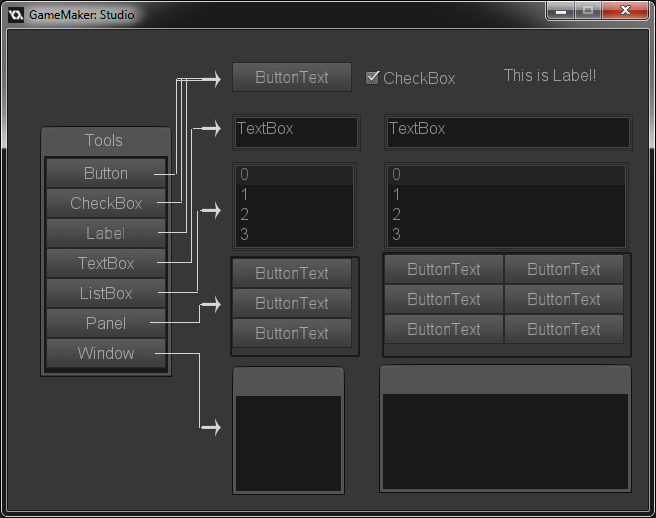 GameMaker: Studio
ButtonText
CheckBox
This is Label!
Tools
Button
CheckBox
Label
TextBox
ListBox
Panel
Window
TextBox
TextBox
0
1
2
3
0
1
2
3
ButtonText
ButtonText
ButtonText
ButtonText ButtonText
ButtonText ButtonText
ButtonText ButtonText